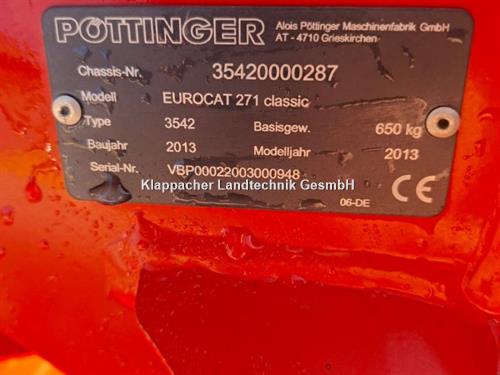 PÖTTINGER
Alois Pöttinger Maschinenfabrik GmbH
AT - 4710 Grieskirchen
Chassis-Nr. 35420000287
Modell EUROCAT 271 classic
Type 3542 Basisgew. 650 kg
Baujahr 2013 Modelljahr 2013
Serial-Nr. VBP00022003000948
Klappacher Landtechnik GesmbH
CE
06-DE